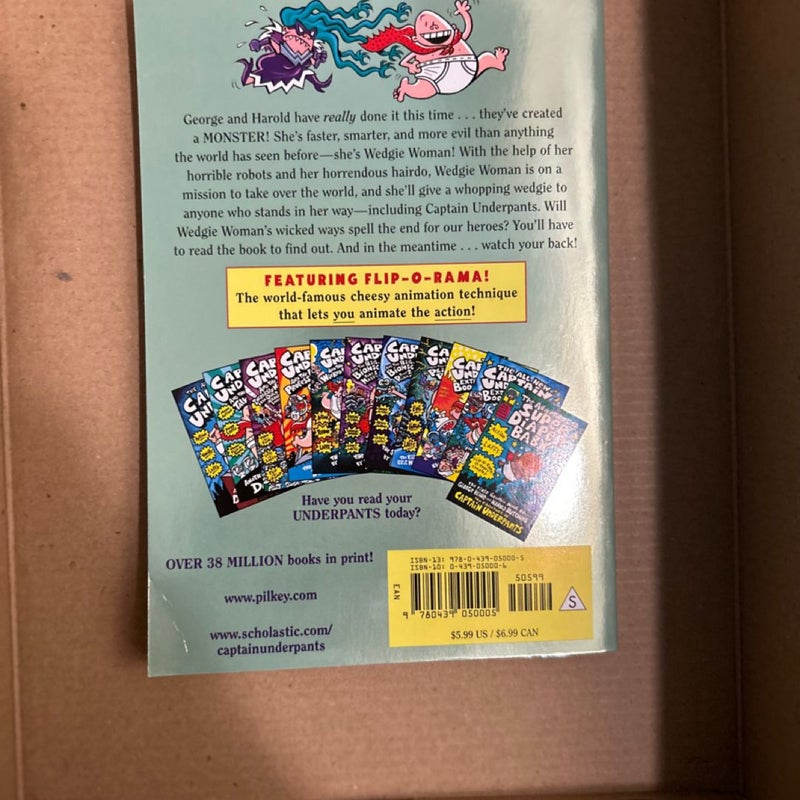 George and Harold have really done it this time . . . they've created
a MONSTER! She's faster, smarter, and more evil than anything
the world has seen before—she's Wedgie Woman! With the help of her
horrible robots and her horrendous hairdo, Wedgie Woman is on a
mission to take over the world, and she'll give a whopping wedgie to
anyone who stands in her way—including Captain Underpants. Will
Wedgie Woman's wicked ways spell the end for our heroes? You'll have
to read the book to find out. And in the meantime . . . watch your back!
FEATURING FLIP-O-RAMA!
The world-famous cheesy animation technique
that lets you animate the action!
CAPTAIN UNDERPANTS
Have you read your
UNDERPANTS today?
OVER 38 MILLION books in print!
www.pilkey.com
www.scholastic.com/
captainunderpants
ISBN-13: 978-0-439-05000-5
ISBN-10: 0-439-05000-6
50599
EAN
S
9 780439 050005
$5.99 US / $6.99 CAN